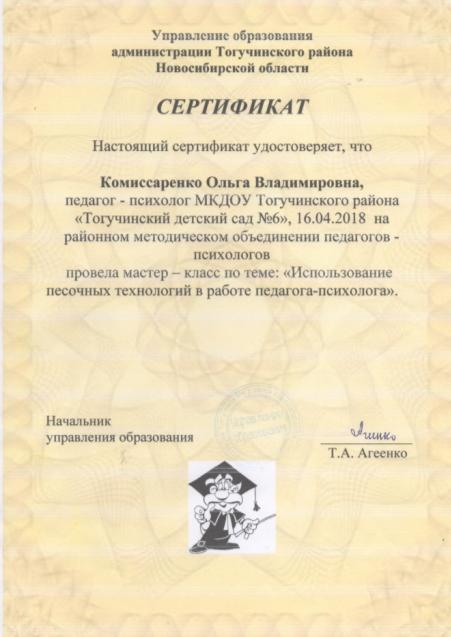 Управление образования
администрации Тогучинского района
Новосибирской области
СЕРТИФИКАТ
Настоящий сертификат удостоверяет, что
Комиссаренко Ольга Владимировна,
педагог - психолог МКДОУ Тогучинского района
«Тогучинский детский сад №6», 16.04.2018 на
районном методическом объединении педагогов -
психологов
провела мастер – класс по теме: «Использование
песочных технологий в работе педагога-психолога».
Начальник
управления образования
Т.А. Агеенко